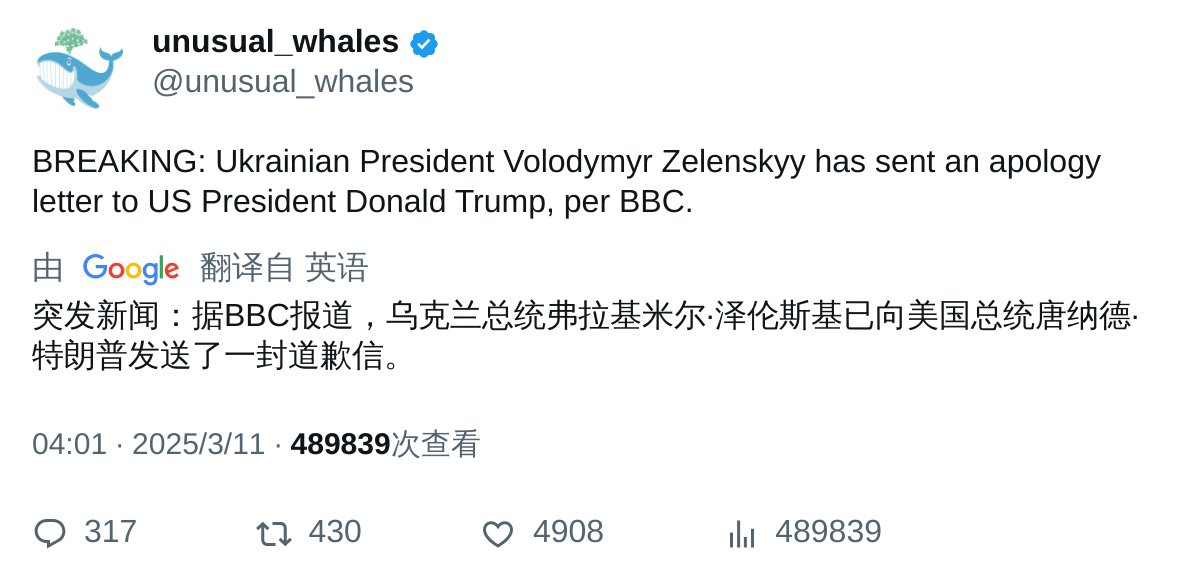 unusual_whales
@unusual_whales
BREAKING: Ukrainian President Volodymyr Zelenskyy has sent an apology
letter to US President Donald Trump, per BBC.
由 Google 翻译自 英语
突发新闻：据BBC报道，乌克兰总统弗拉基米尔·泽伦斯基已向美国总统唐纳德·
特朗普发送了一封道歉信。
04:01 · 2025/3/11 · 489839次查看
317 430 4908 489839